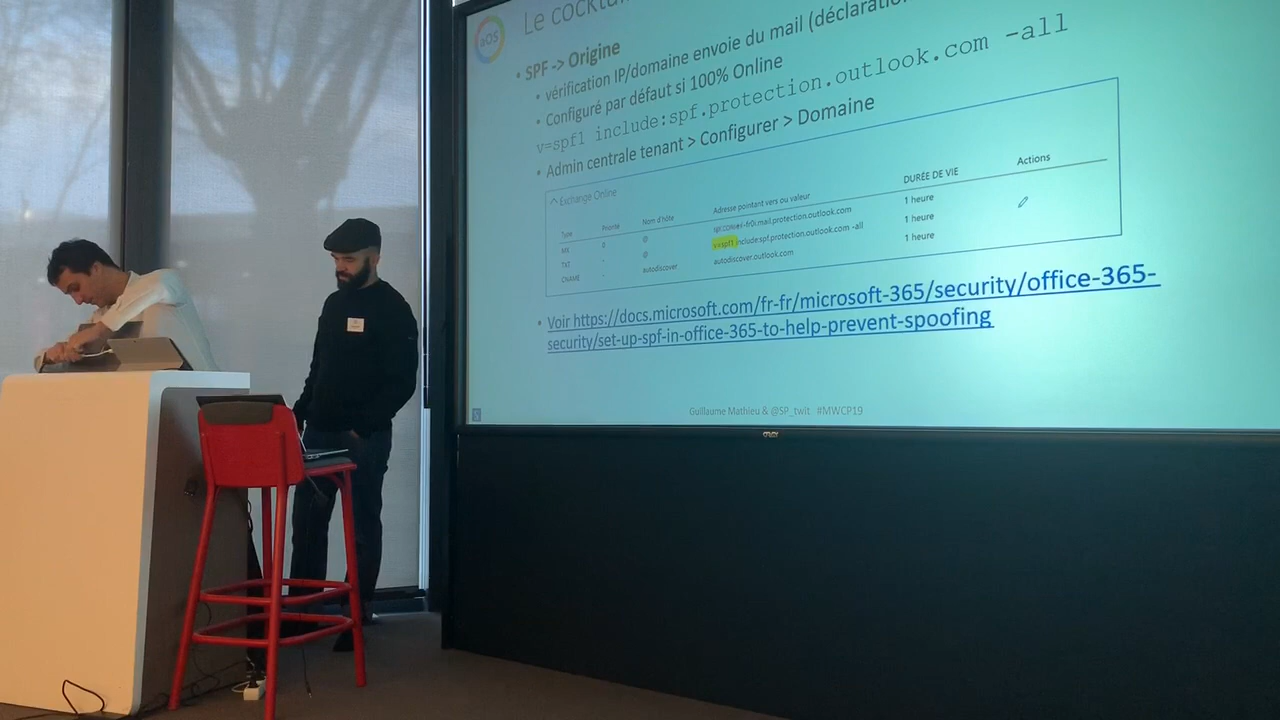 aOS
Le cocktail
• SPF -> Origine
• vérification IP/domaine envoie du mail (déclaration
• Configuré par défaut si 100% Online
v=spf1 include:spf.protection.outlook.com -all
• Admin centrale tenant > Configurer > Domaine
Exchange Online
Type Priorité Nom d'hôte Adresse pointant vers ou valeur DURÉE DE VIE Actions
MX 0 @ 1 heure
TXT - @ v=spf1 include:spf.protection.outlook.com -all 1 heure
CNAME - autodiscover autodiscover.outlook.com 1 heure
• Voir https://docs.microsoft.com/fr-fr/microsoft-365/security/office-365-
security/set-up-spf-in-office-365-to-help-prevent-spoofing
Guillaume Mathieu & @SP_twit #MWCP19